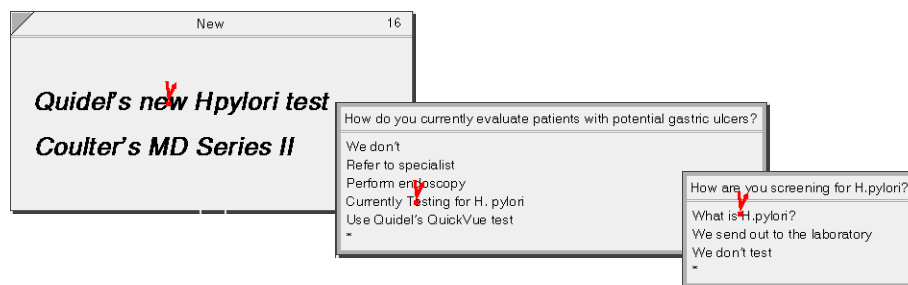 New 16
Quidel's new Hpylori test
Coulter's MD Series II
How do you currently evaluate patients with potential gastric ulcers?
We don't
Refer to specialist
Perform endoscopy
Currently Testing for H. pylori
Use Quidel's QuickVue test
*
How are you screening for H.pylori?
What is H.pylori?
We send out to the laboratory
We don't test
*